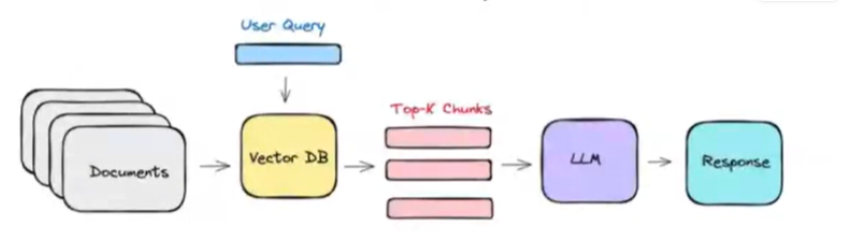 User Query
Top-K Chunks
Documents
Vector DB
LLM
Response